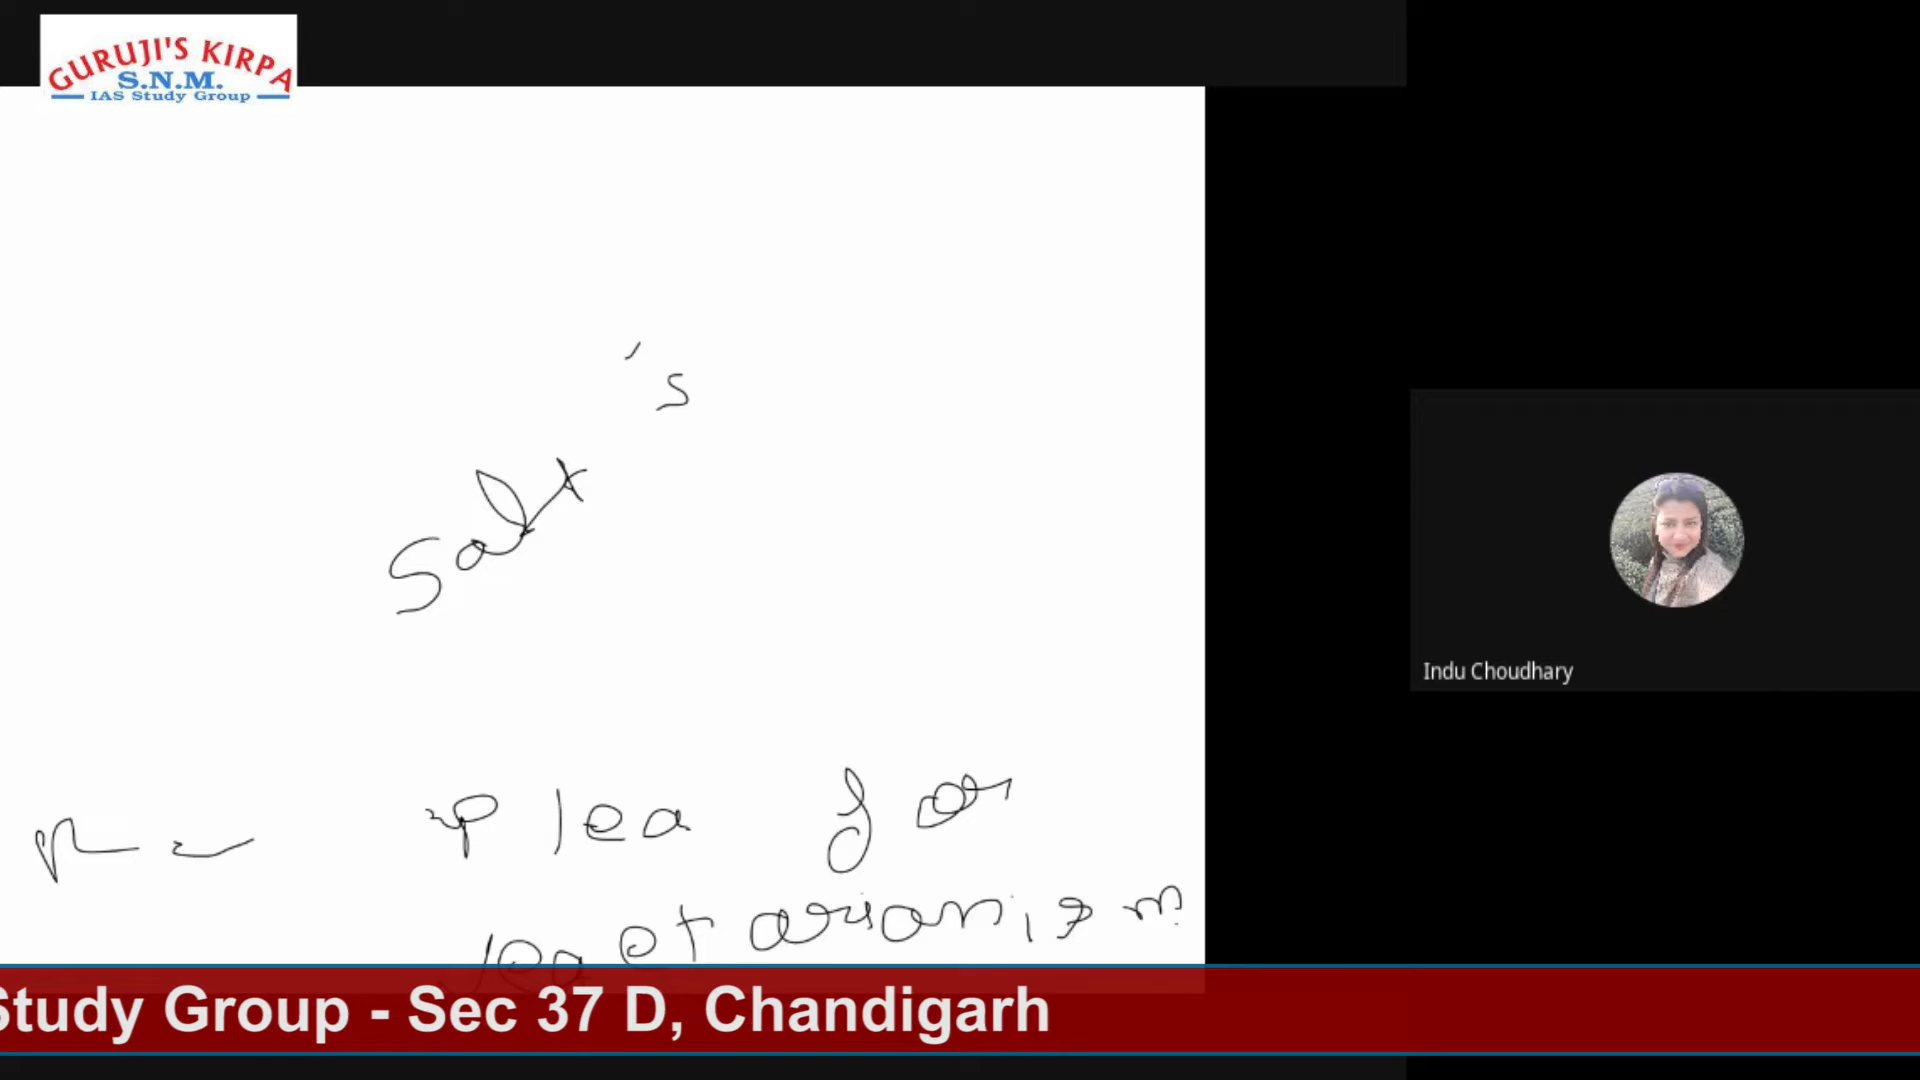 GURUJI'S KIRPA
S.N.M.
IAS Study Group
's
Salt
Plea for
vegetarianism
Indu Choudhary
Study Group - Sec 37 D, Chandigarh